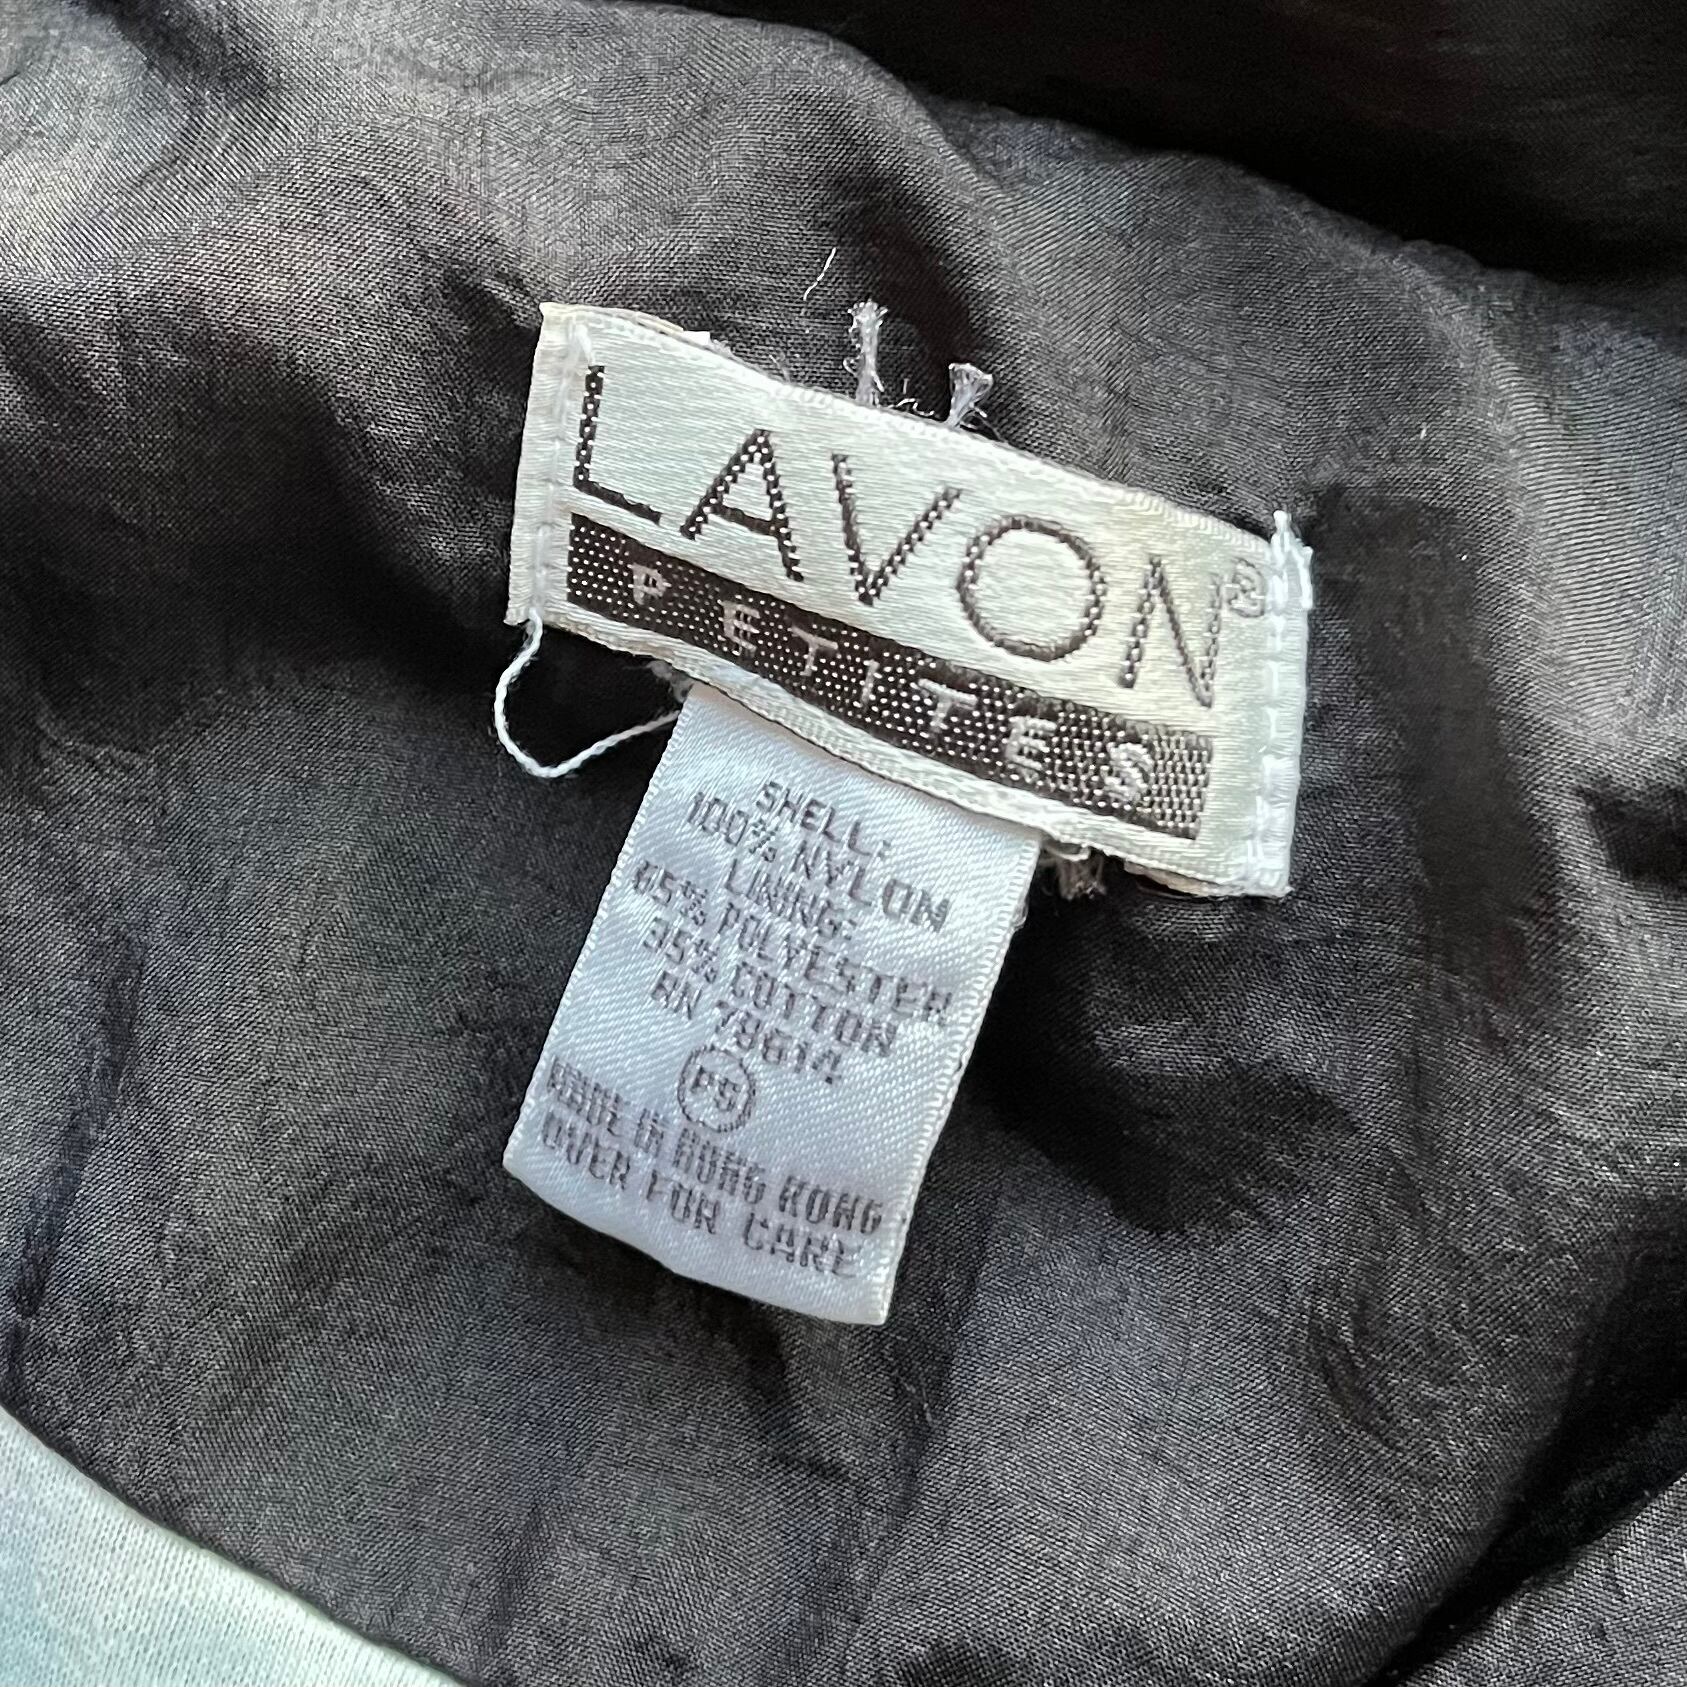 LAVON®
PETITES
SHELL:
100% NYLON
LINING:
65% POLYESTER
35% COTTON
RN 78614
PS
MADE IN HONG KONG
OVER FOR CARE